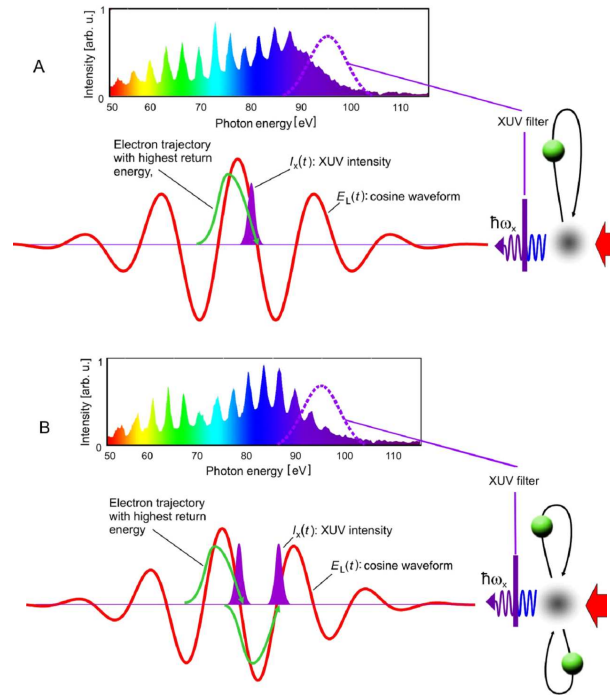 A
Intensity [arb. u.]
1
0
50 60 70 80 90 100 110
Photon energy [eV]
XUV filter
Electron trajectory
with highest return
energy,
Iₓ(t): XUV intensity
E_L(t): cosine waveform
ħωₓ
B
Intensity [arb. u.]
1
0
50 60 70 80 90 100 110
Photon energy [eV]
XUV filter
Electron trajectory
with highest return
energy
Iₓ(t): XUV intensity
E_L(t): cosine waveform
ħωₓ